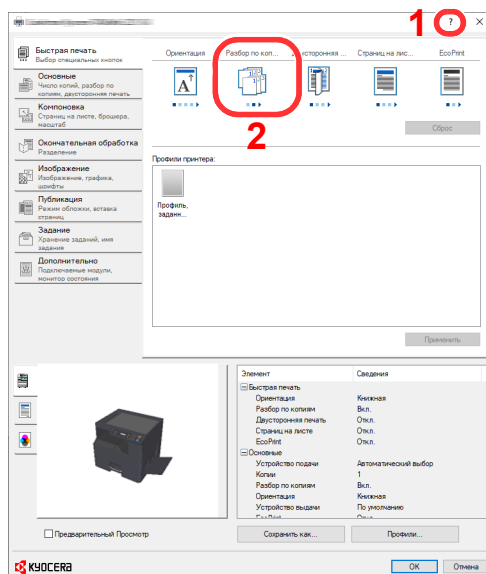 1
?
×
Быстрая печать
Выбор специальных кнопок
Основные
Число копий, разбор по
копиям, двусторонняя печать
Компоновка
Страниц на листе, брошюра,
масштаб
Окончательная обработка
Разделение
Изображение
Изображение, графика,
шрифты
Публикация
Режим обложки, вставка
страниц
Задание
Хранение заданий, имя
задания
Дополнительно
Подключаемые модули,
монитор состояния
Ориентация
Разбор по коп...
сторонняя ...
Страниц на лис...
EcoPrint
A
1 2
2
Сброс
Профили принтера:
Профиль,
заданн...
Применить
Элемент Сведения
Быстрая печать
Ориентация Книжная
Разбор по копиям Вкл.
Двусторонняя печать Откл.
Страниц на листе Откл.
EcoPrint Откл.
Основные
Устройство подачи Автоматический выбор
Копии 1
Разбор по копиям Вкл.
Ориентация Книжная
Устройство выдачи По умолчанию
Предварительный Просмотр
Сохранить как...
Профили...
KYOCERA
OK
Отмена